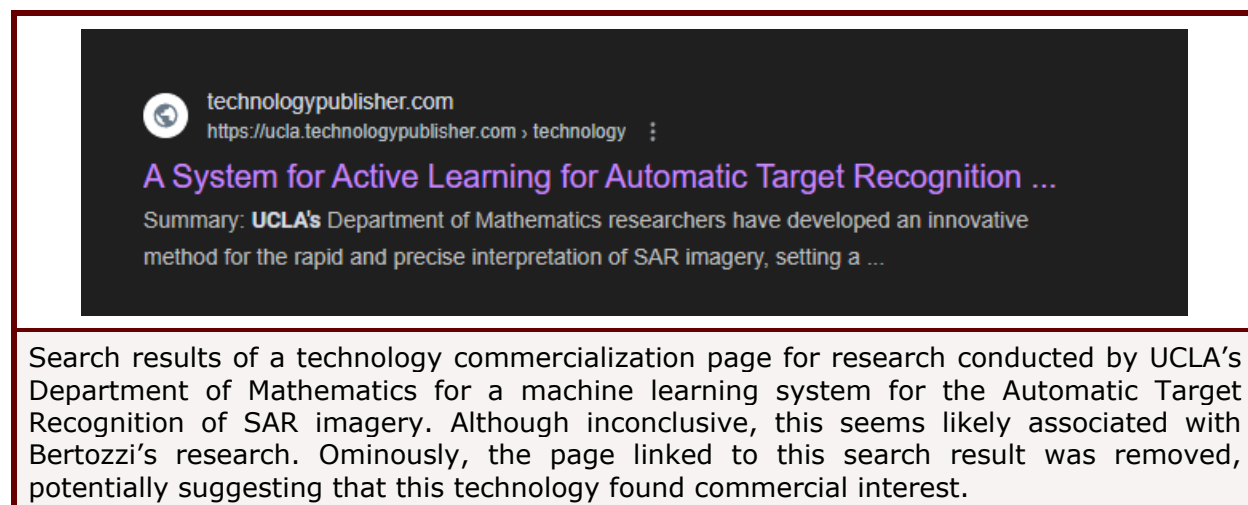 technologypublisher.com
https://ucla.technologypublisher.com › technology ⋮
A System for Active Learning for Automatic Target Recognition ...
Summary: UCLA's Department of Mathematics researchers have developed an innovative
method for the rapid and precise interpretation of SAR imagery, setting a ...
Search results of a technology commercialization page for research conducted by UCLA’s
Department of Mathematics for a machine learning system for the Automatic Target
Recognition of SAR imagery. Although inconclusive, this seems likely associated with
Bertozzi’s research. Ominously, the page linked to this search result was removed,
potentially suggesting that this technology found commercial interest.